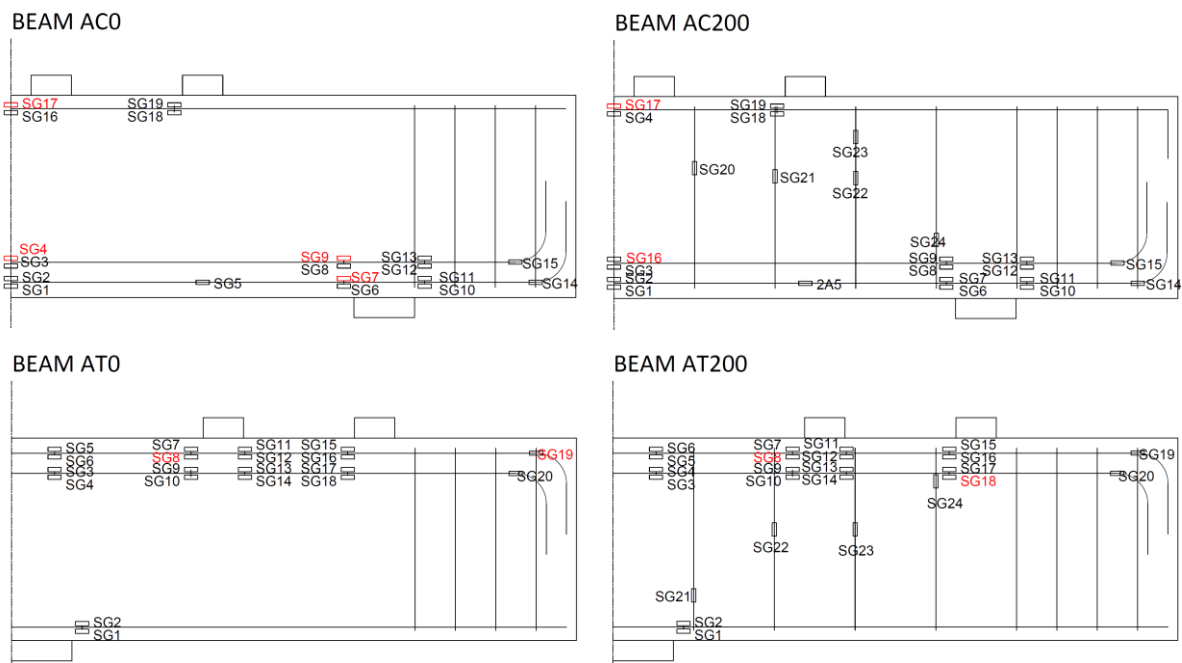 BEAM AC0
SG17
SG16
SG19
SG18
SG4
SG3
SG2
SG1
SG5
SG9
SG8
SG7
SG6
SG13
SG12
SG11
SG10
SG15
SG14
BEAM AC200
SG17
SG4
SG19
SG18
SG23
SG20
SG21
SG22
SG24
SG16
SG3
SG2
SG1
2A5
SG9
SG8
SG7
SG6
SG13
SG12
SG11
SG10
SG15
SG14
BEAM AT0
SG5
SG6
SG3
SG4
SG7
SG8
SG9
SG10
SG11
SG12
SG13
SG14
SG15
SG16
SG17
SG18
SG19
SG20
SG2
SG1
BEAM AT200
SG6
SG5
SG4
SG3
SG7
SG8
SG9
SG10
SG11
SG12
SG13
SG14
SG15
SG16
SG17
SG18
SG19
SG20
SG24
SG22
SG23
SG21
SG2
SG1